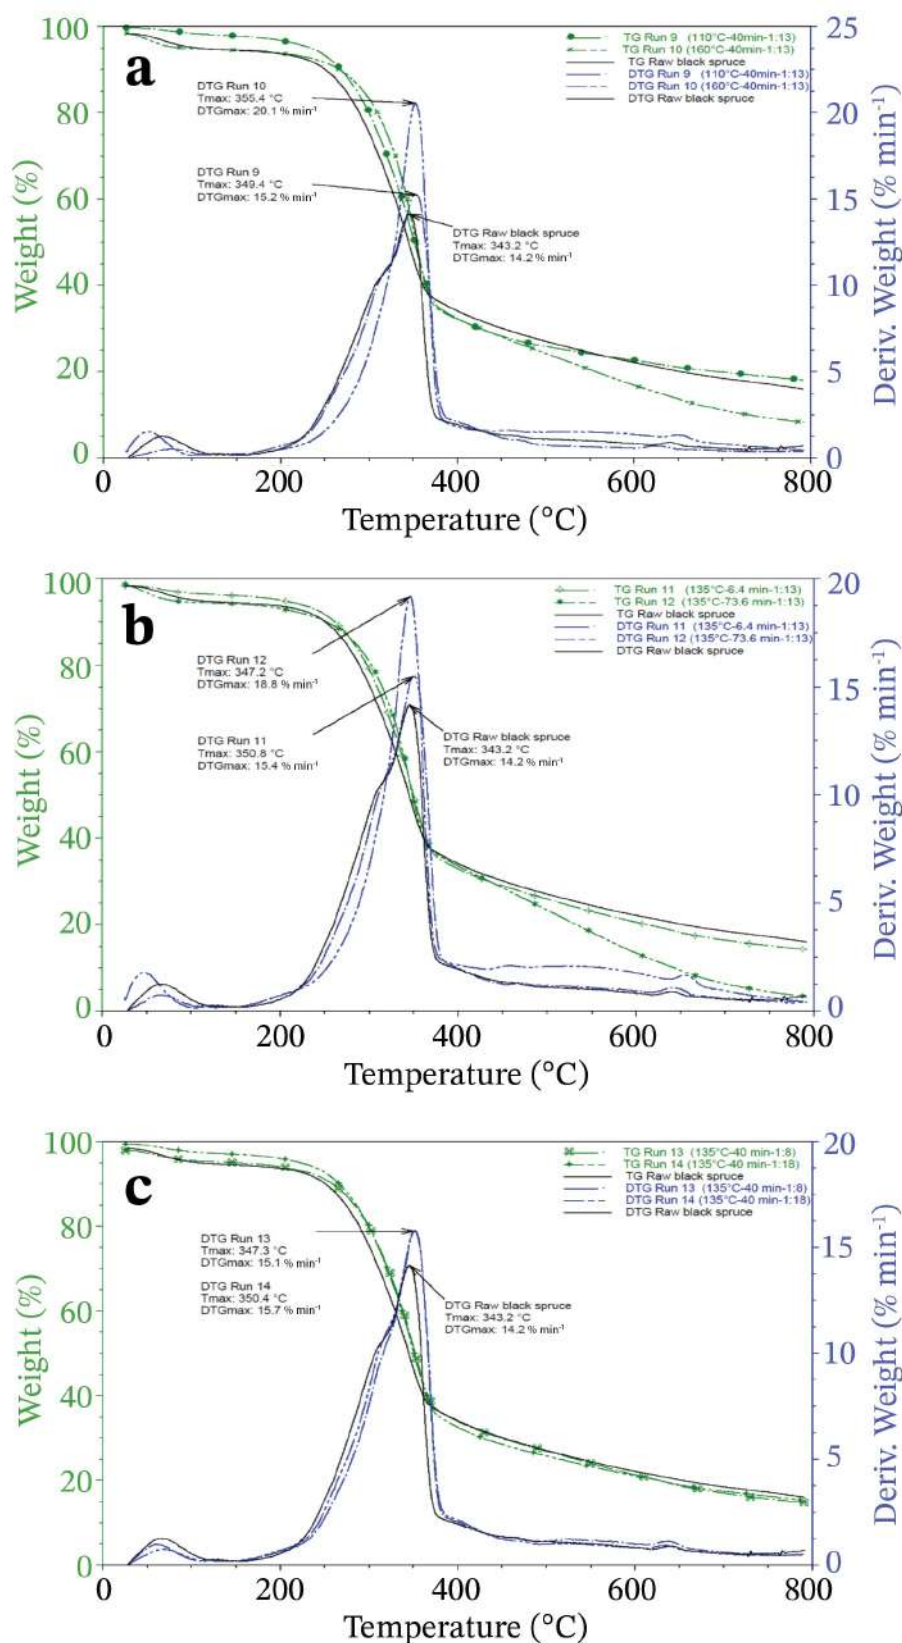 a
TG Run 9 (110°C-40min-1:13)
TG Run 10 (160°C-40min-1:13)
TG Raw black spruce
DTG Run 9 (110°C-40min-1:13)
DTG Run 10 (160°C-40min-1:13)
DTG Raw black spruce
DTG Run 10
Tmax: 355.4 °C
DTGmax: 20.1 % min⁻¹
DTG Run 9
Tmax: 349.4 °C
DTGmax: 15.2 % min⁻¹
DTG Raw black spruce
Tmax: 343.2 °C
DTGmax: 14.2 % min⁻¹
Weight (%)
100
80
60
40
20
0
Deriv. Weight (% min⁻¹)
25
20
15
10
5
0
0 200 400 600 800
Temperature (°C)
b
TG Run 11 (135°C-6.4 min-1:13)
TG Run 12 (135°C-73.6 min-1:13)
TG Raw black spruce
DTG Run 11 (135°C-6.4 min-1:13)
DTG Run 12 (135°C-73.6 min-1:13)
DTG Raw black spruce
DTG Run 12
Tmax: 347.2 °C
DTGmax: 18.8 % min⁻¹
DTG Run 11
Tmax: 350.8 °C
DTGmax: 15.4 % min⁻¹
DTG Raw black spruce
Tmax: 343.2 °C
DTGmax: 14.2 % min⁻¹
Weight (%)
100
80
60
40
20
0
Deriv. Weight (% min⁻¹)
20
15
10
5
0
0 200 400 600 800
Temperature (°C)
c
TG Run 13 (135°C-40 min-1:8)
TG Run 14 (135°C-40 min-1:18)
TG Raw black spruce
DTG Run 13 (135°C-40 min-1:8)
DTG Run 14 (135°C-40 min-1:18)
DTG Raw black spruce
DTG Run 13
Tmax: 347.3 °C
DTGmax: 15.1 % min⁻¹
DTG Run 14
Tmax: 350.4 °C
DTGmax: 15.7 % min⁻¹
DTG Raw black spruce
Tmax: 343.2 °C
DTGmax: 14.2 % min⁻¹
Weight (%)
100
80
60
40
20
0
Deriv. Weight (% min⁻¹)
20
15
10
5
0
0 200 400 600 800
Temperature (°C)